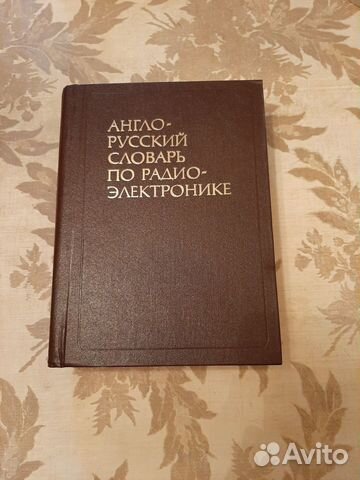 АНГЛО-
РУССКИЙ
СЛОВАРЬ
ПО РАДИО-
ЭЛЕКТРОНИКЕ
Avito